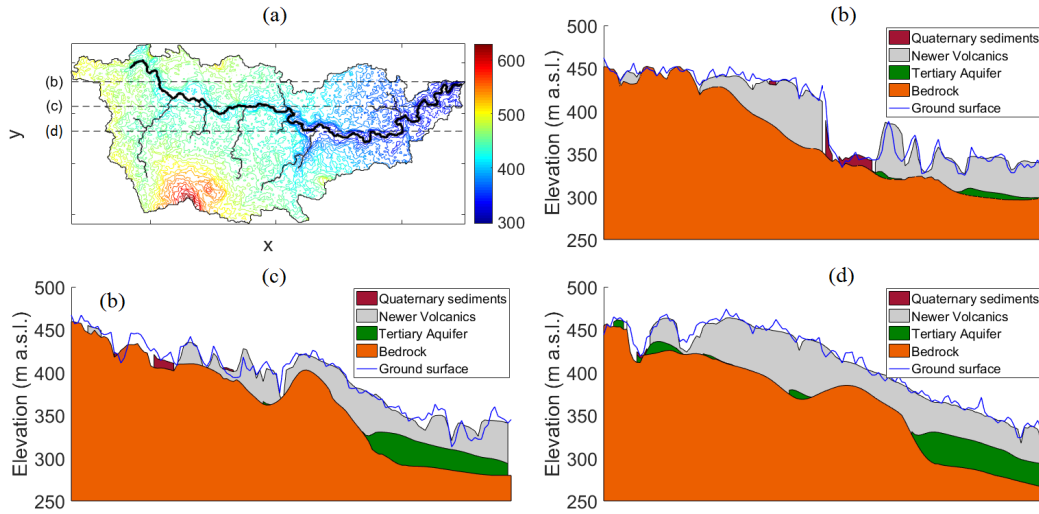 (a)
(b)
(c)
(d)
y
x
600
500
400
300
(b)
500
450
400
350
300
250
Elevation (m a.s.l.)
Quaternary sediments
Newer Volcanics
Tertiary Aquifer
Bedrock
Ground surface
(c)
(b)
500
450
400
350
300
250
Elevation (m a.s.l.)
Quaternary sediments
Newer Volcanics
Tertiary Aquifer
Bedrock
Ground surface
(d)
500
450
400
350
300
250
Elevation (m a.s.l.)
Quaternary sediments
Newer Volcanics
Tertiary Aquifer
Bedrock
Ground surface